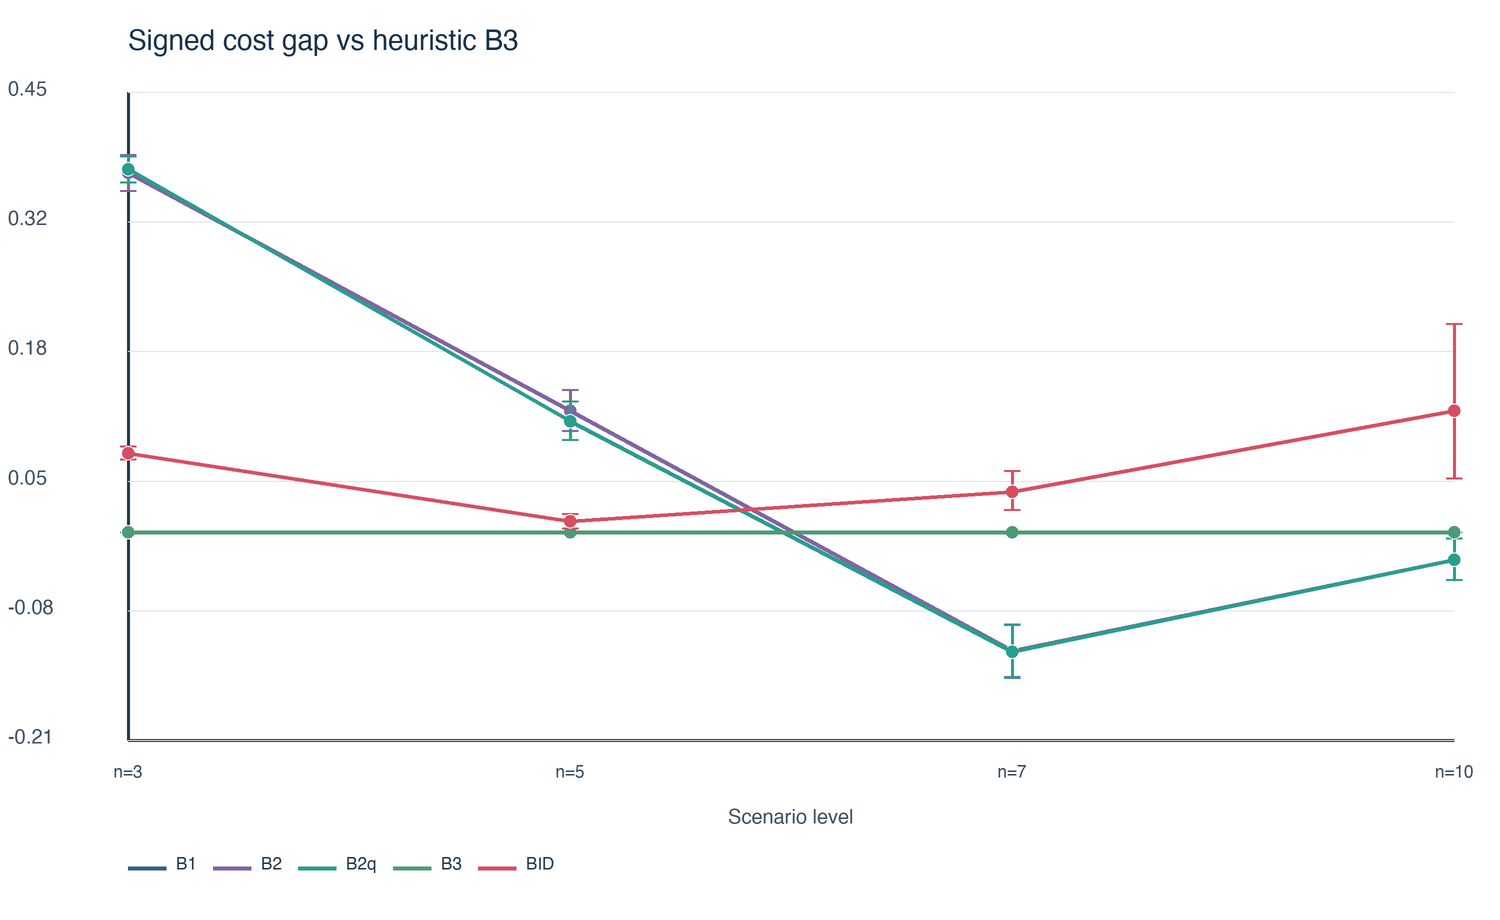 Signed cost gap vs heuristic B3
0.45
0.32
0.18
0.05
-0.08
-0.21
n=3 n=5 n=7 n=10
Scenario level
B1 B2 B2q B3 BID